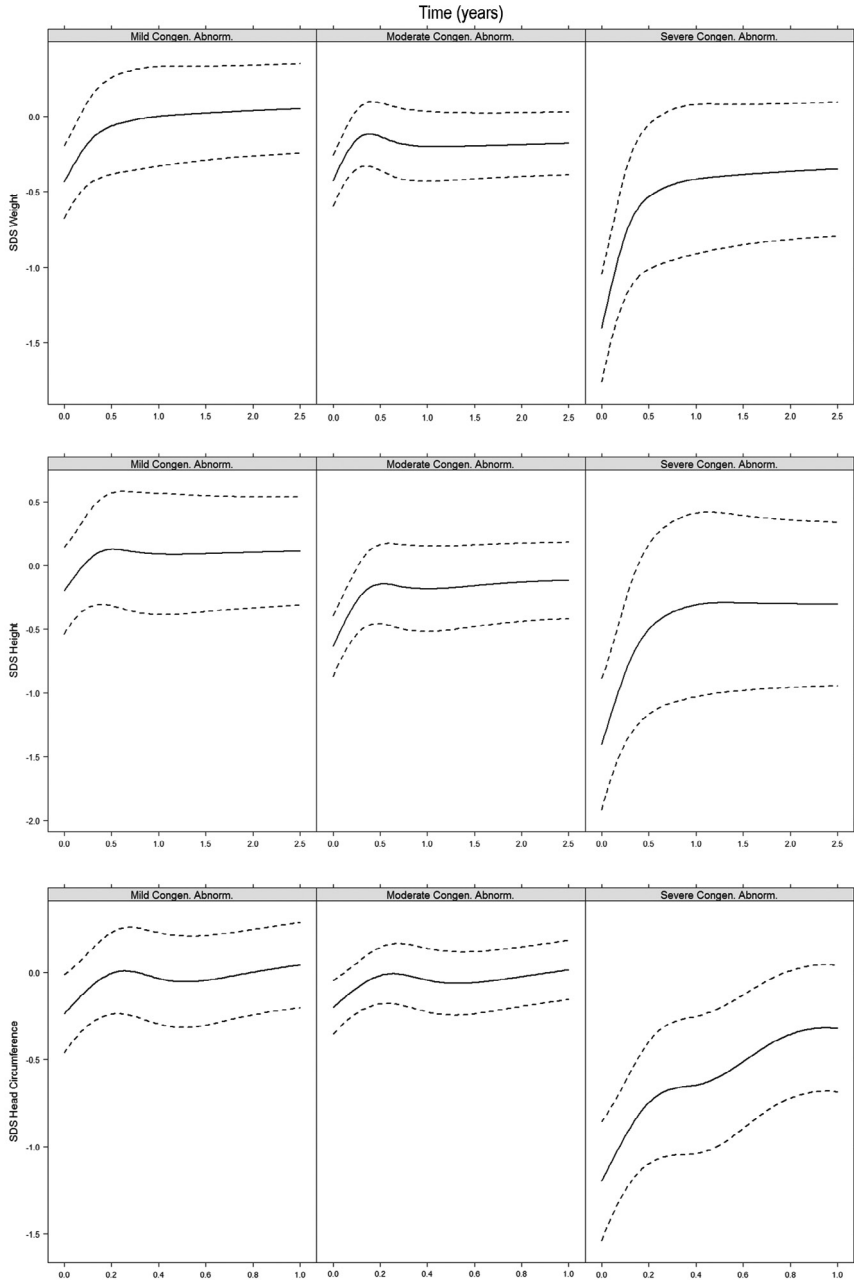 Time (years)
Mild Congen. Abnorm. Moderate Congen. Abnorm. Severe Congen. Abnorm.
SDS Weight
0.0
-0.5
-1.0
-1.5
0.0 0.5 1.0 1.5 2.0 2.5 0.0 0.5 1.0 1.5 2.0 2.5 0.0 0.5 1.0 1.5 2.0 2.5
Mild Congen. Abnorm. Moderate Congen. Abnorm. Severe Congen. Abnorm.
SDS Height
0.5
0.0
-0.5
-1.0
-1.5
-2.0
0.0 0.5 1.0 1.5 2.0 2.5 0.0 0.5 1.0 1.5 2.0 2.5 0.0 0.5 1.0 1.5 2.0 2.5
Mild Congen. Abnorm. Moderate Congen. Abnorm. Severe Congen. Abnorm.
SDS Head Circumference
0.0
-0.5
-1.0
-1.5
0.0 0.2 0.4 0.6 0.8 1.0 0.0 0.2 0.4 0.6 0.8 1.0 0.0 0.2 0.4 0.6 0.8 1.0